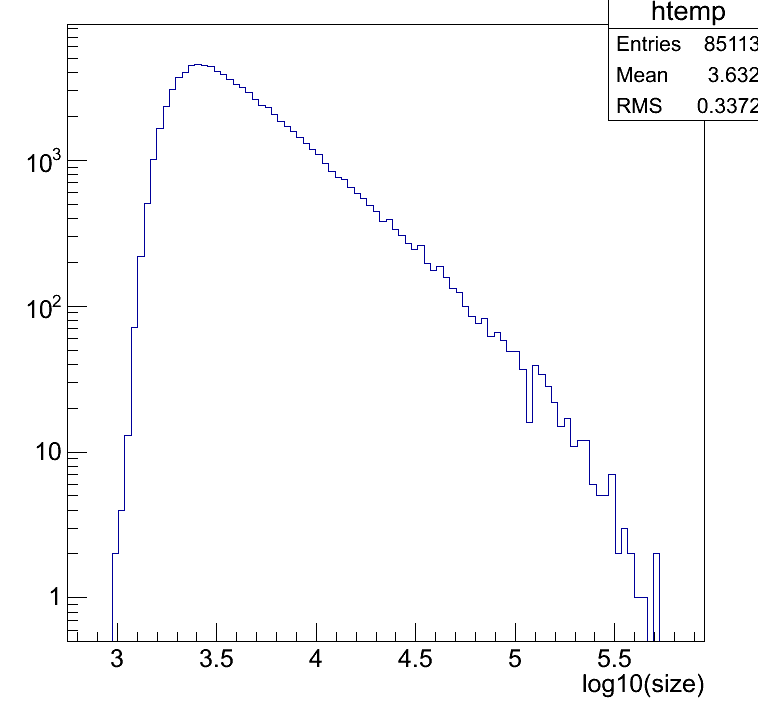 htemp
Entries 85113
Mean 3.632
RMS 0.3372
10³
10²
10
1
3 3.5 4 4.5 5 5.5
log10(size)